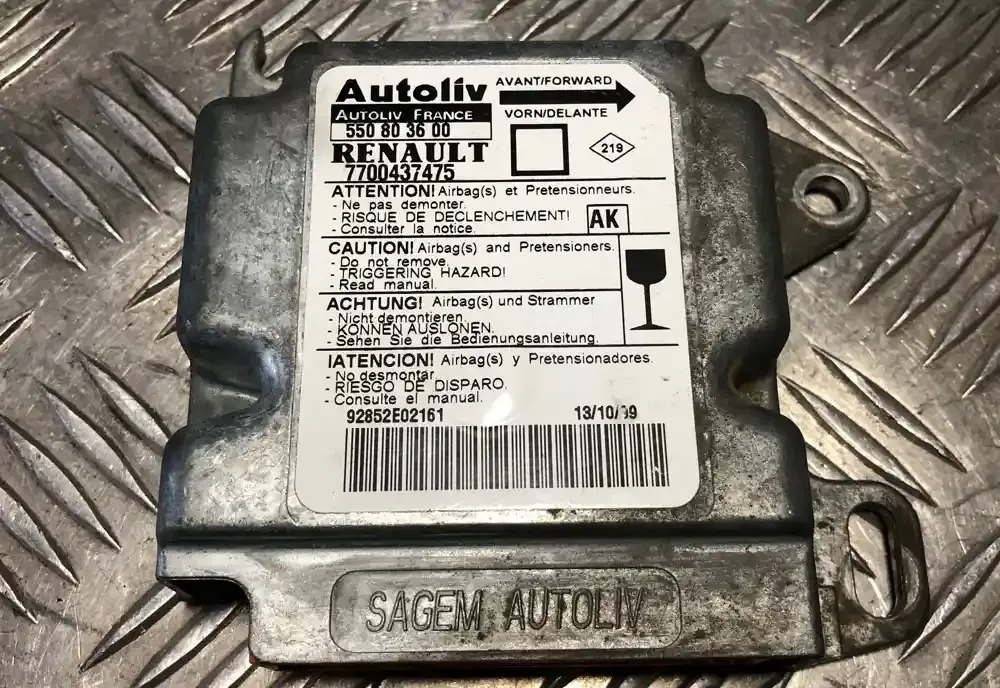 Autoliv
AVANT/FORWARD
AUTOLIV FRANCE
VORN/DELANTE
550 80 36 00
RENAULT
219
7700437475
ATTENTION! Airbag(s) et Pretensionneurs.
- Ne pas demonter.
- RISQUE DE DECLENCHEMENT!
AK
- Consulter la notice.
CAUTION! Airbag(s) and Pretensioners.
- Do not remove.
- TRIGGERING HAZARD!
- Read manual.
ACHTUNG! Airbag(s) und Strammer
- Nicht demontieren.
- KONNEN AUSLONEN.
- Sehen Sie die Bedienungsanleitung.
IATENCION! Airbag(s) y Pretensionadores.
- No desmontar
- RIESGO DE DISPARO.
- Consulte el manual.
92852E02161 13/10/99
SAGEM AUTOLIV